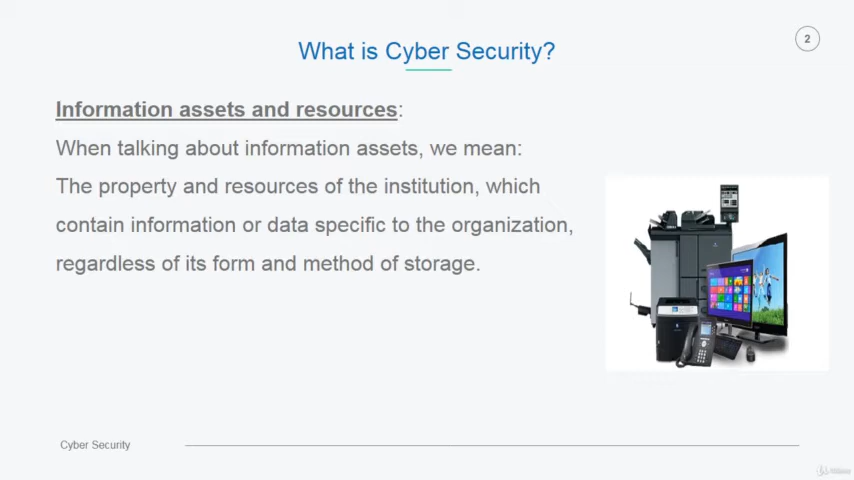 What is Cyber Security?
2
Information assets and resources:
When talking about information assets, we mean:
The property and resources of the institution, which
contain information or data specific to the organization,
regardless of its form and method of storage.
Cyber Security